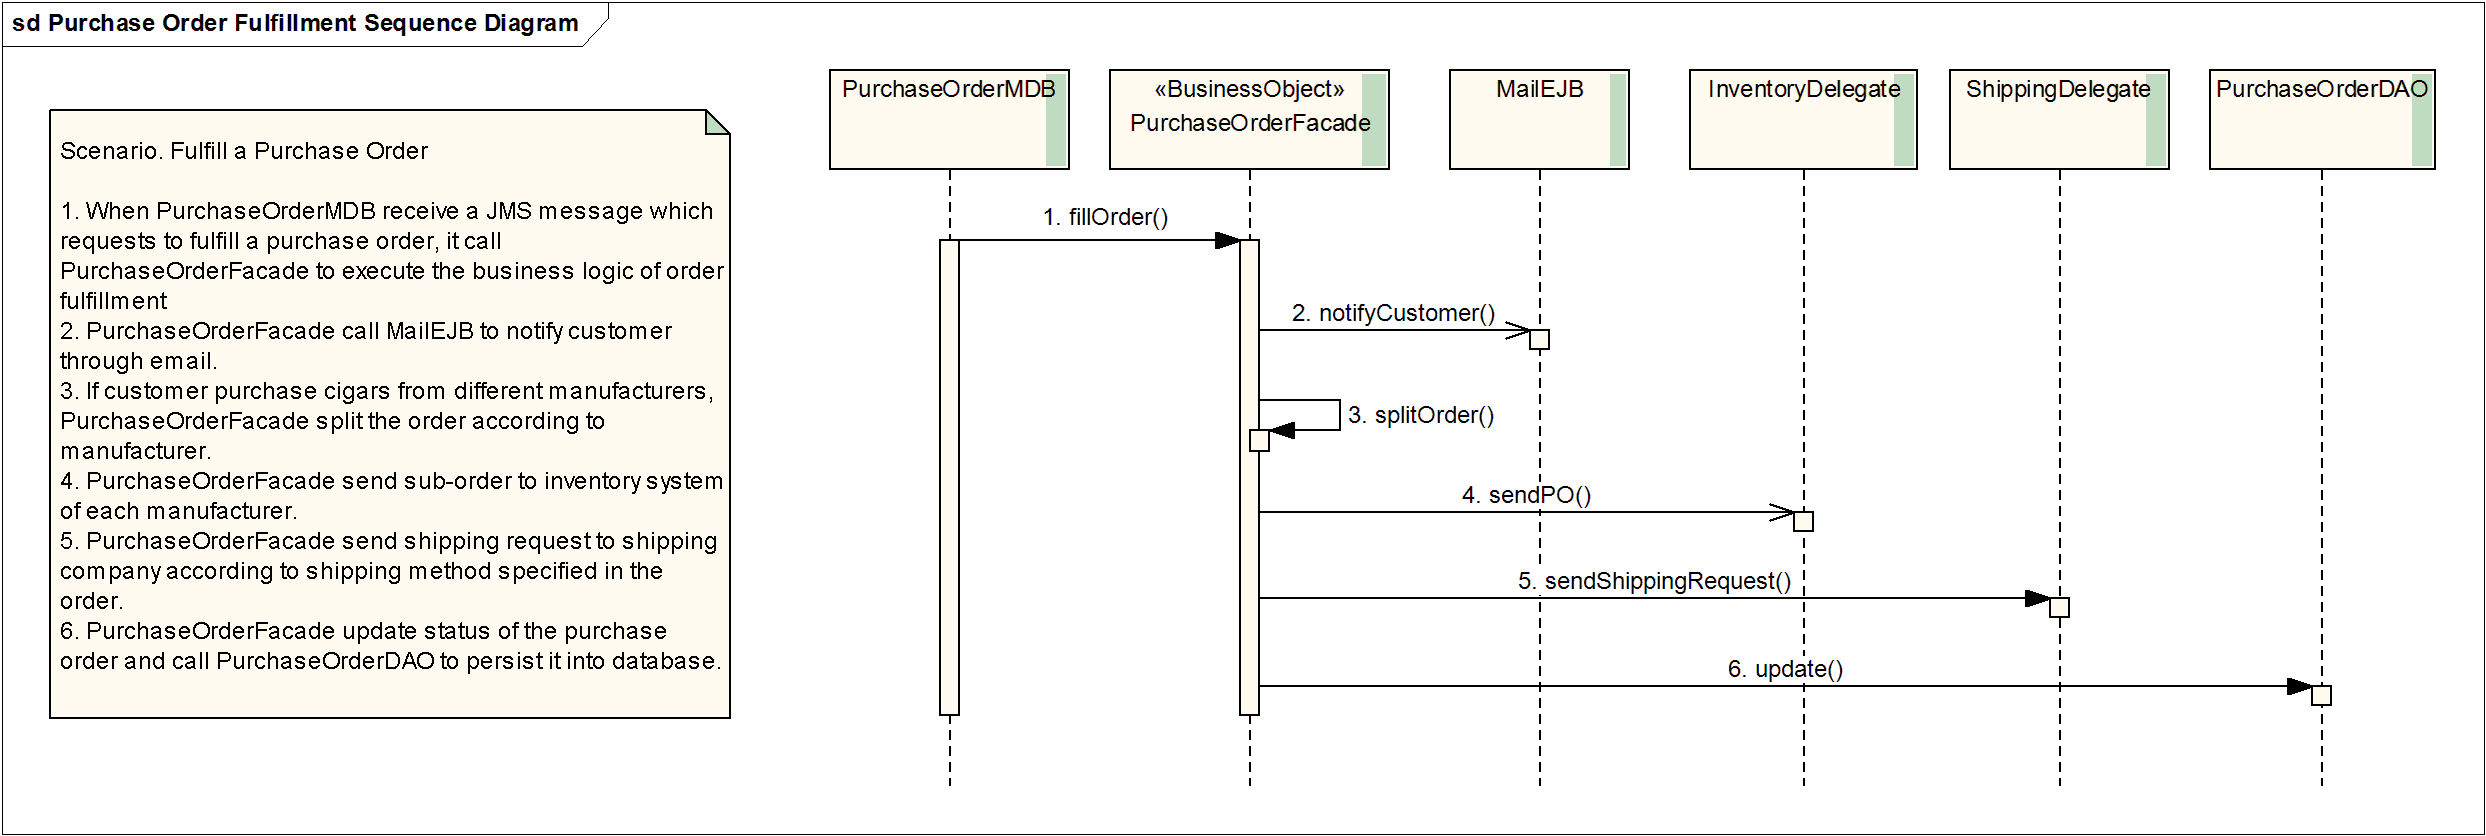 sd Purchase Order Fulfillment Sequence Diagram
Scenario. Fulfill a Purchase Order
1. When PurchaseOrderMDB receive a JMS message which
requests to fulfill a purchase order, it call
PurchaseOrderFacade to execute the business logic of order
fulfillment
2. PurchaseOrderFacade call MailEJB to notify customer
through email.
3. If customer purchase cigars from different manufacturers,
PurchaseOrderFacade split the order according to
manufacturer.
4. PurchaseOrderFacade send sub-order to inventory system
of each manufacturer.
5. PurchaseOrderFacade send shipping request to shipping
company according to shipping method specified in the
order.
6. PurchaseOrderFacade update status of the purchase
order and call PurchaseOrderDAO to persist it into database.
PurchaseOrderMDB
«BusinessObject»
PurchaseOrderFacade
MailEJB
InventoryDelegate
ShippingDelegate
PurchaseOrderDAO
1. fillOrder()
2. notifyCustomer()
3. splitOrder()
4. sendPO()
5. sendShippingRequest()
6. update()